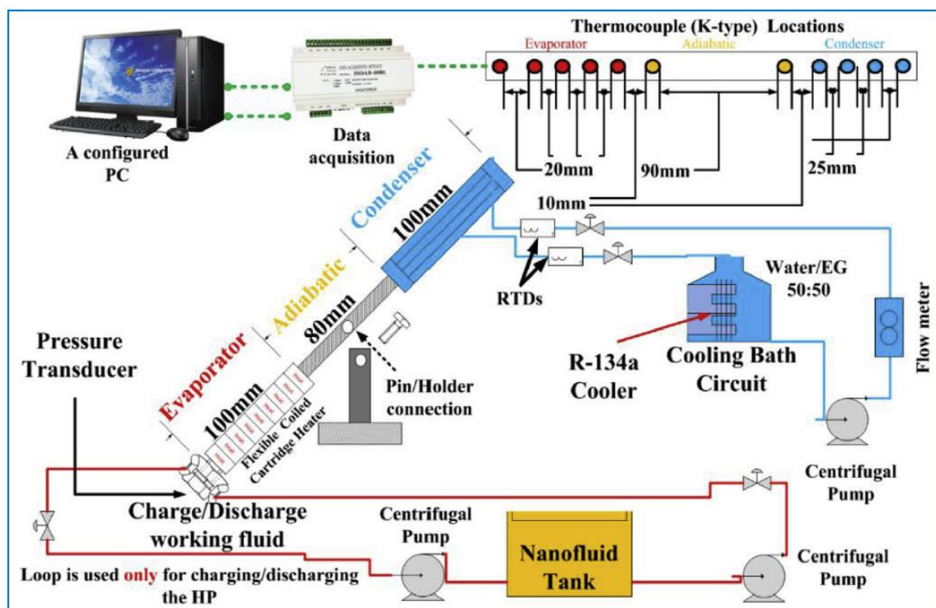 Thermocouple (K-type) Locations
Evaporator
Adiabatic
Condenser
A configured
PC
Data
acquisition
20mm
90mm
25mm
10mm
Condenser
100mm
Adiabatic
80mm
Evaporator
100mm
Flexible Coiled
Cartridge Heater
RTDs
Water/EG
50:50
Flow meter
R-134a
Cooler
Cooling Bath
Circuit
Pin/Holder
connection
Pressure
Transducer
Centrifugal
Pump
Charge/Discharge
working fluid
Centrifugal
Pump
Nanofluid
Tank
Centrifugal
Pump
Loop is used only for charging/discharging
the HP